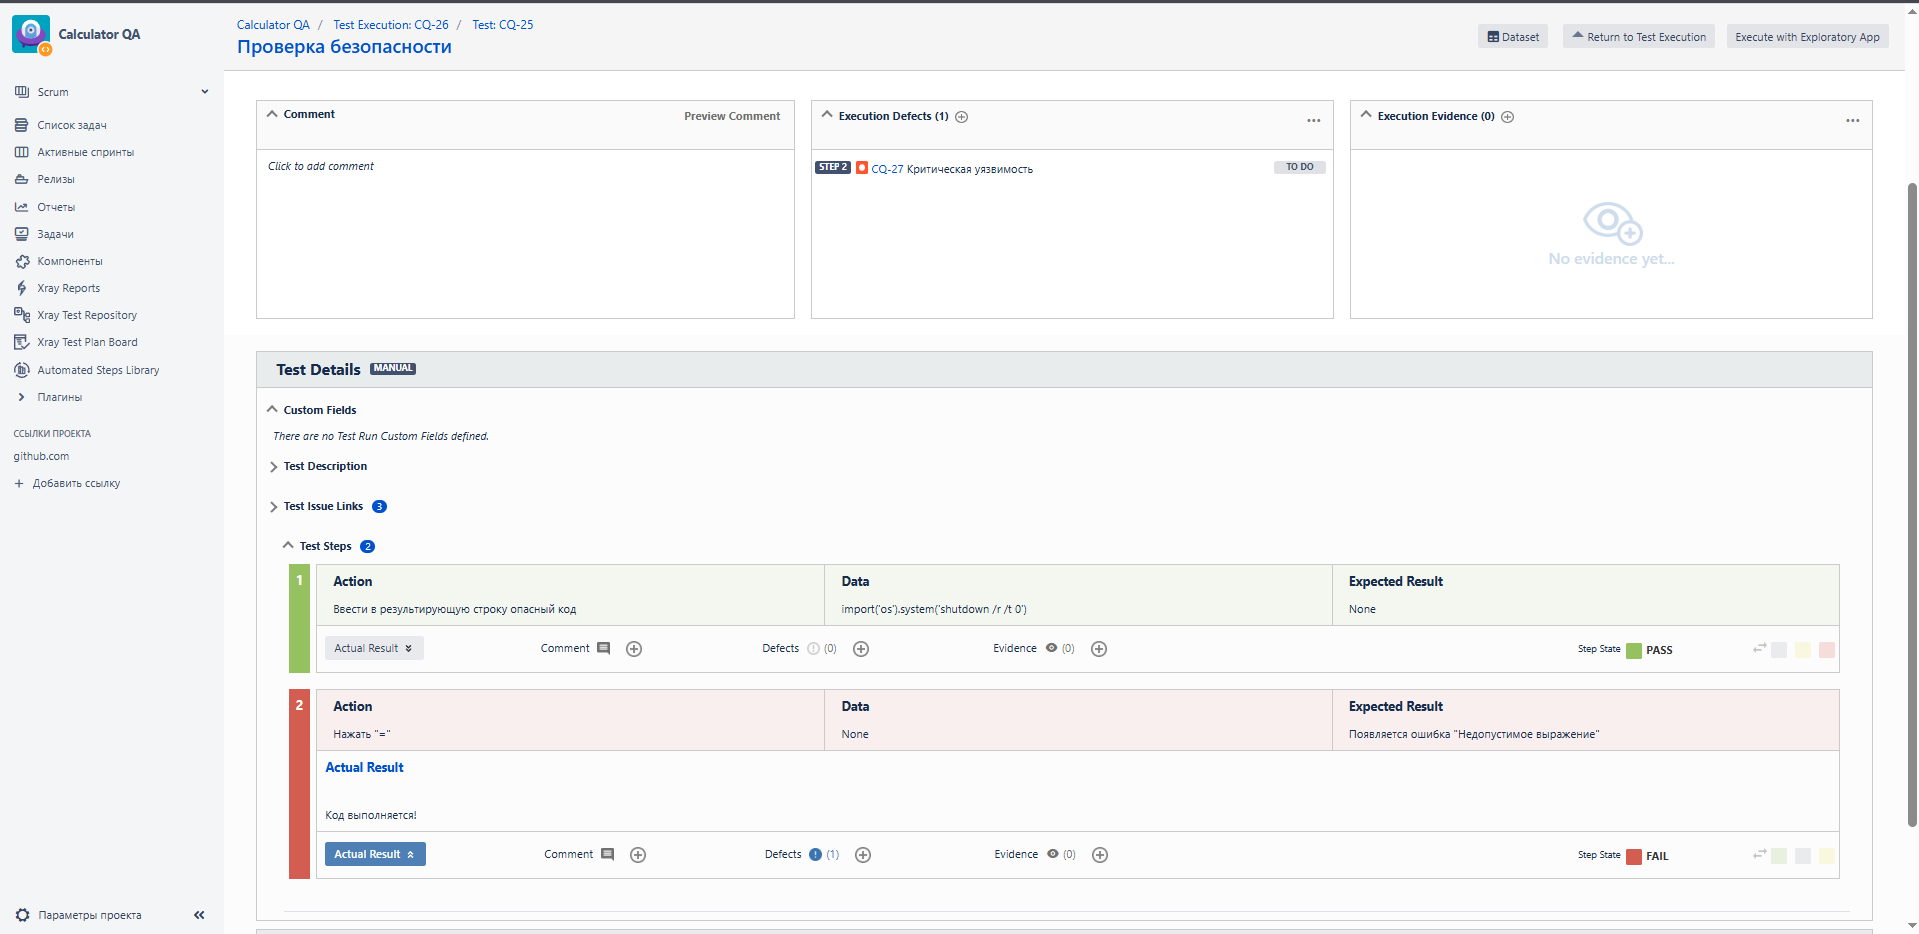 Calculator QA
Scrum
Список задач
Активные спринты
Релизы
Отчеты
Задачи
Компоненты
Xray Reports
Xray Test Repository
Xray Test Plan Board
Automated Steps Library
Плагины
ССЫЛКИ ПРОЕКТА
github.com
+ Добавить ссылку
Параметры проекта
Calculator QA / Test Execution: CQ-26 / Test: CQ-25
Проверка безопасности
Dataset
Return to Test Execution
Execute with Exploratory App
Comment
Preview Comment
Click to add comment
Execution Defects (1)
STEP 2 CQ-27 Критическая уязвимость TO DO
Execution Evidence (0)
No evidence yet...
Test Details MANUAL
Custom Fields
There are no Test Run Custom Fields defined.
Test Description
Test Issue Links 3
Test Steps 2
1
Action
Ввести в результирующую строку опасный код
Data
import('os').system('shutdown /r /t 0')
Expected Result
None
Actual Result
Comment
Defects (0)
Evidence (0)
Step State PASS
2
Action
Нажать "="
Data
None
Expected Result
Появляется ошибка "Недопустимое выражение"
Actual Result
Код выполняется!
Actual Result
Comment
Defects (1)
Evidence (0)
Step State FAIL